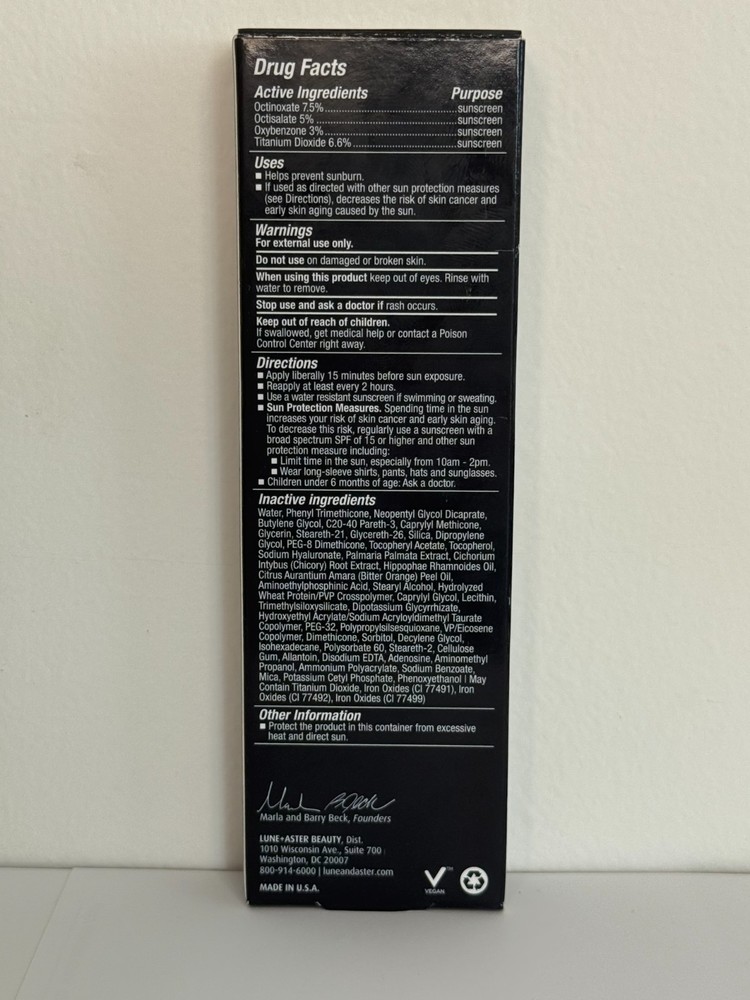 Drug Facts
Active Ingredients Purpose
Octinoxate 7.5%..............................sunscreen
Octisalate 5% ................................sunscreen
Oxybenzone 3%..............................sunscreen
Titanium Dioxide 6.6%.......................sunscreen
Uses
■ Helps prevent sunburn.
■ If used as directed with other sun protection measures
(see Directions), decreases the risk of skin cancer and
early skin aging caused by the sun.
Warnings
For external use only.
Do not use on damaged or broken skin.
When using this product keep out of eyes. Rinse with
water to remove.
Stop use and ask a doctor if rash occurs.
Keep out of reach of children.
If swallowed, get medical help or contact a Poison
Control Center right away.
Directions
■ Apply liberally 15 minutes before sun exposure.
■ Reapply at least every 2 hours.
■ Use a water resistant sunscreen if swimming or sweating.
■ Sun Protection Measures. Spending time in the sun
increases your risk of skin cancer and early skin aging.
To decrease this risk, regularly use a sunscreen with a
broad spectrum SPF of 15 or higher and other sun
protection measure including:
■ Limit time in the sun, especially from 10am - 2pm.
■ Wear long-sleeve shirts, pants, hats and sunglasses.
■ Children under 6 months of age: Ask a doctor.
Inactive ingredients
Water, Phenyl Trimethicone, Neopentyl Glycol Dicaprate,
Butylene Glycol, C20-40 Pareth-3, Caprylyl Methicone,
Glycerin, Steareth-21, Glycereth-26, Silica, Dipropylene
Glycol, PEG-8 Dimethicone, Tocopheryl Acetate, Tocopherol,
Sodium Hyaluronate, Palmaria Palmata Extract, Cichorium
Intybus (Chicory) Root Extract, Hippophae Rhamnoides Oil,
Citrus Aurantium Amara (Bitter Orange) Peel Oil,
Aminoethylphosphinic Acid, Stearyl Alcohol, Hydrolyzed
Wheat Protein/PVP Crosspolymer, Caprylyl Glycol, Lecithin,
Trimethylsiloxysilicate, Dipotassium Glycyrrhizate,
Hydroxyethyl Acrylate/Sodium Acryloyldimethyl Taurate
Copolymer, PEG-32, Polypropylsilsesquioxane, VP/Eicosene
Copolymer, Dimethicone, Sorbitol, Decylene Glycol,
Isohexadecane, Polysorbate 60, Steareth-2, Cellulose
Gum, Allantoin, Disodium EDTA, Adenosine, Aminomethyl
Propanol, Ammonium Polyacrylate, Sodium Benzoate,
Mica, Potassium Cetyl Phosphate, Phenoxyethanol | May
Contain Titanium Dioxide, Iron Oxides (CI 77491), Iron
Oxides (CI 77492), Iron Oxides (CI 77499)
Other Information
■ Protect the product in this container from excessive
heat and direct sun.
Marla and Barry Beck, Founders
LUNE+ASTER BEAUTY, Dist.
1010 Wisconsin Ave., Suite 700
Washington, DC 20007
800-914-6000 | luneandaster.com
MADE IN U.S.A.
V™
VEGAN